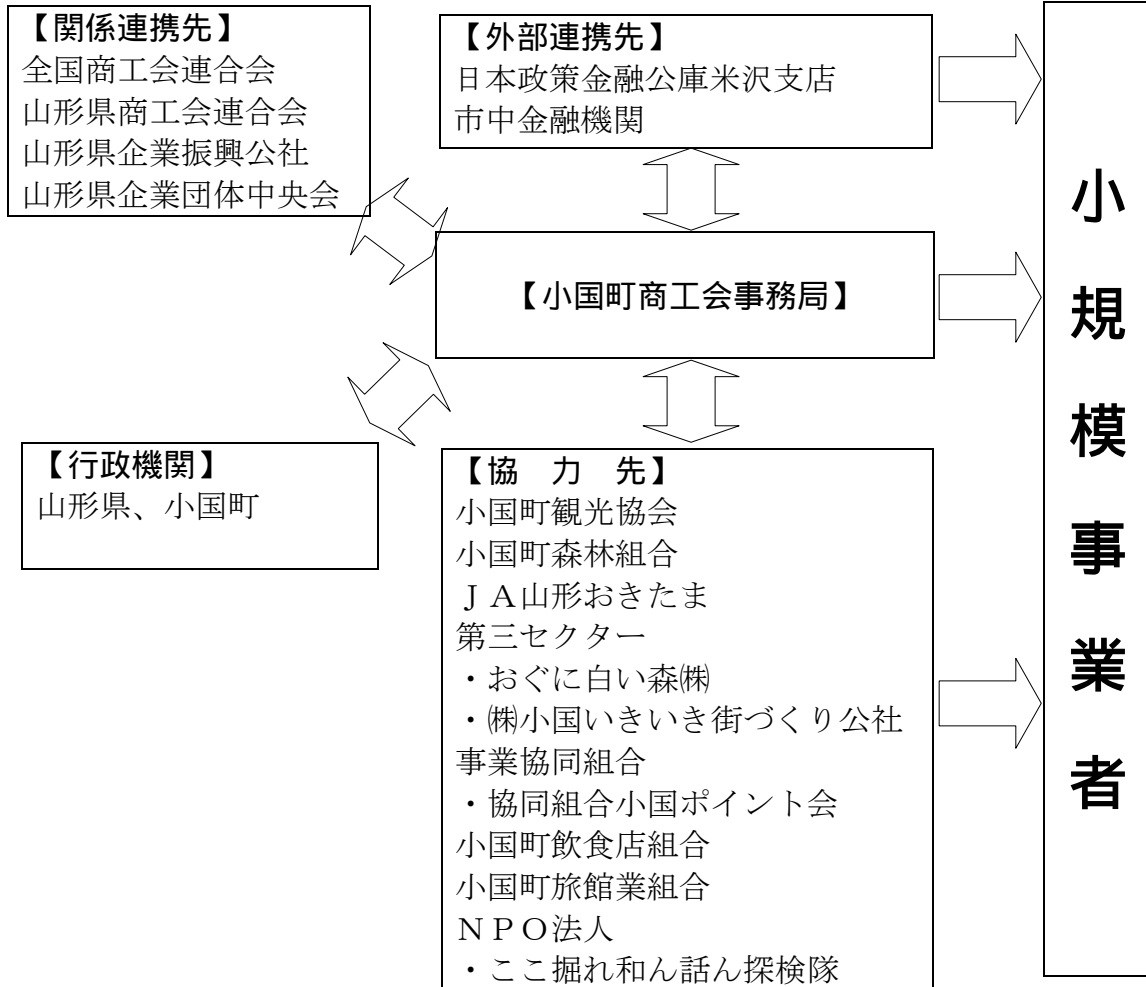 【関係連携先】
全国商工会連合会
山形県商工会連合会
山形県企業振興公社
山形県企業団体中央会
【外部連携先】
日本政策金融公庫米沢支店
市中金融機関
【小国町商工会事務局】
【行政機関】
山形県、小国町
【協　力　先】
小国町観光協会
小国町森林組合
ＪＡ山形おきたま
第三セクター
・おぐに白い森㈱
・㈱小国いきいき街づくり公社
事業協同組合
・協同組合小国ポイント会
小国町飲食店組合
小国町旅館業組合
ＮＰＯ法人
・ここ掘れ和ん話ん探検隊
小規模事業者